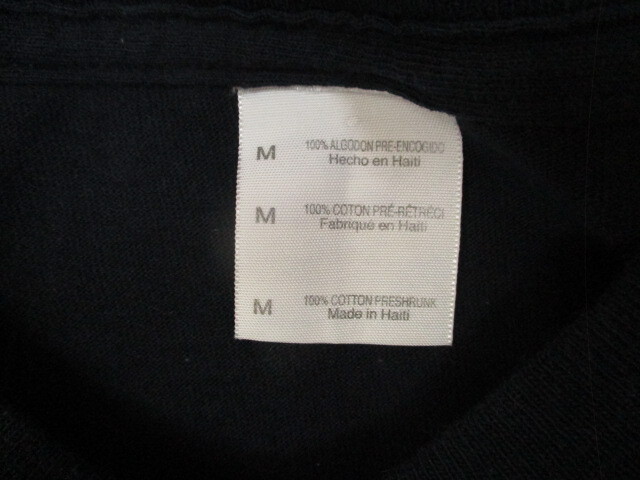 M 100% ALGODON PRE-ENCOGIDO
Hecho en Haiti
M 100% COTON PRÉ-RÉTRÉCI
Fabriqué en Haiti
M 100% COTTON PRESHRUNK
Made in Haiti